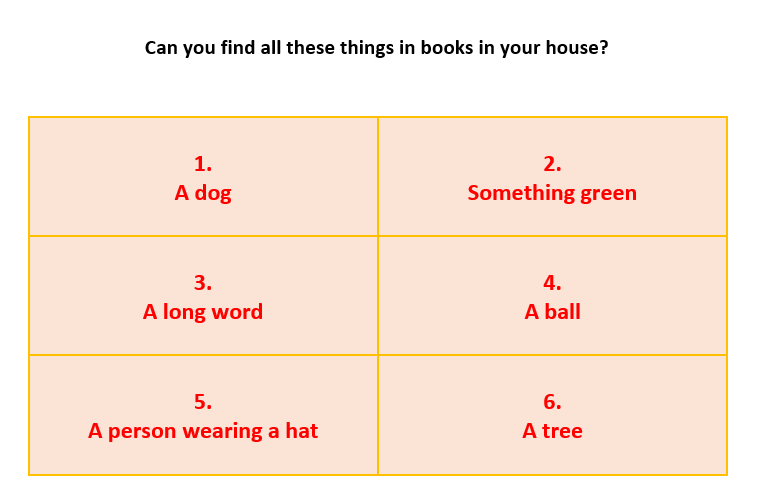 Can you find all these things in books in your house?
1.
A dog
2.
Something green
3.
A long word
4.
A ball
5.
A person wearing a hat
6.
A tree